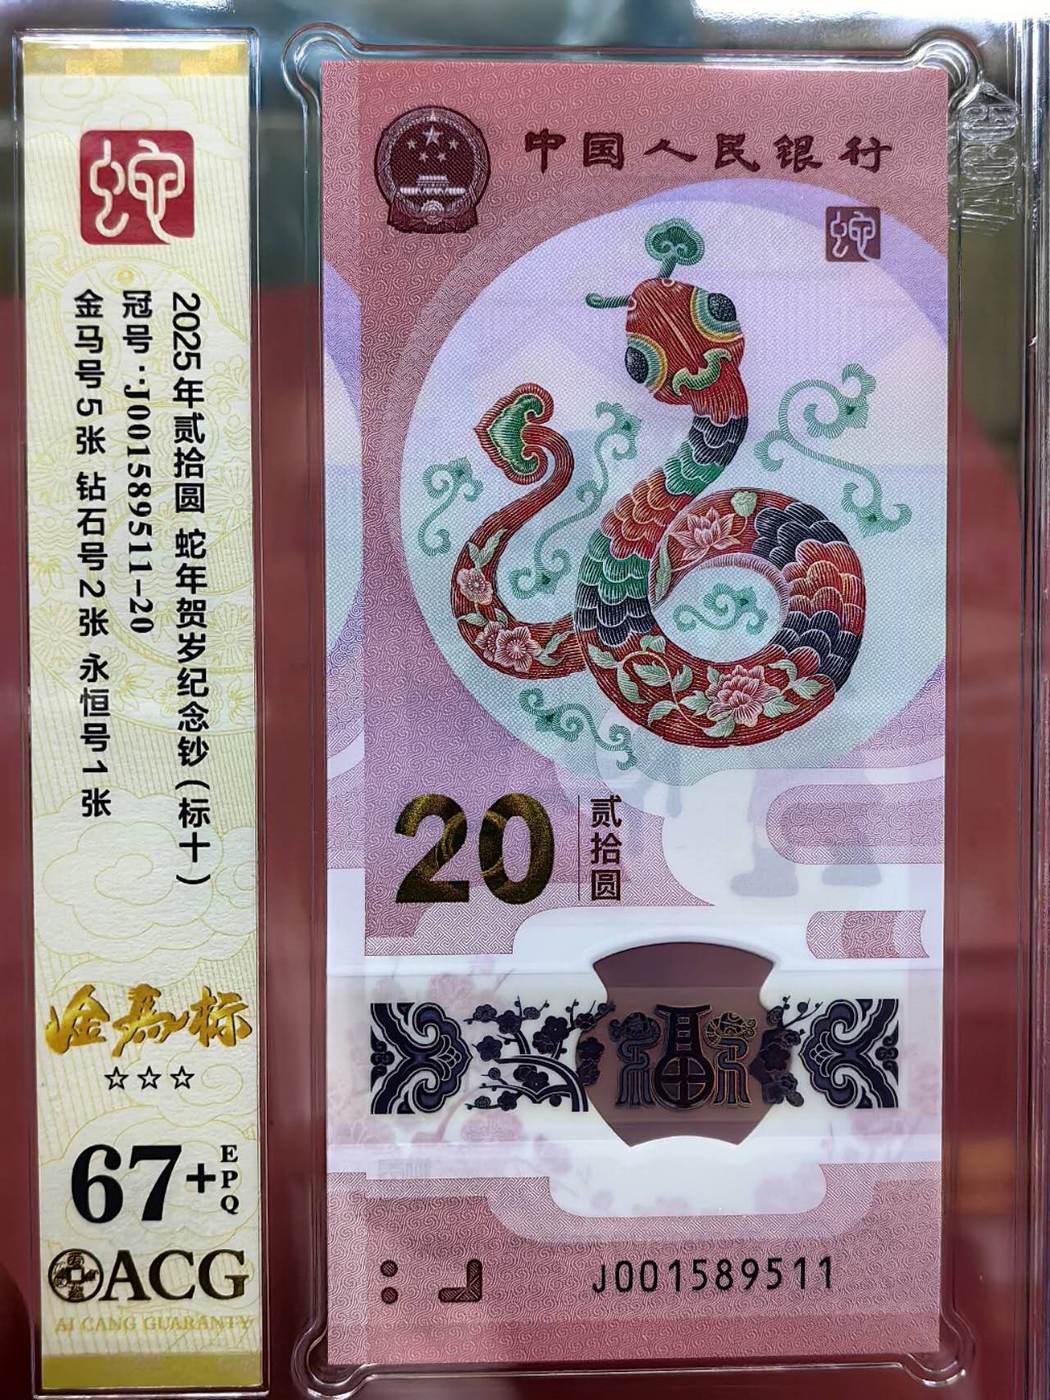 蛇
2025年贰拾圆 蛇年贺岁纪念钞(标十)
冠号:J001589511-20
金马号5张 钻石号2张 永恒号1张
金马标
67+
EPQ
ACG
AI CANG GUARANTY
中国人民银行
蛇
20
贰拾圆
福
J001589511